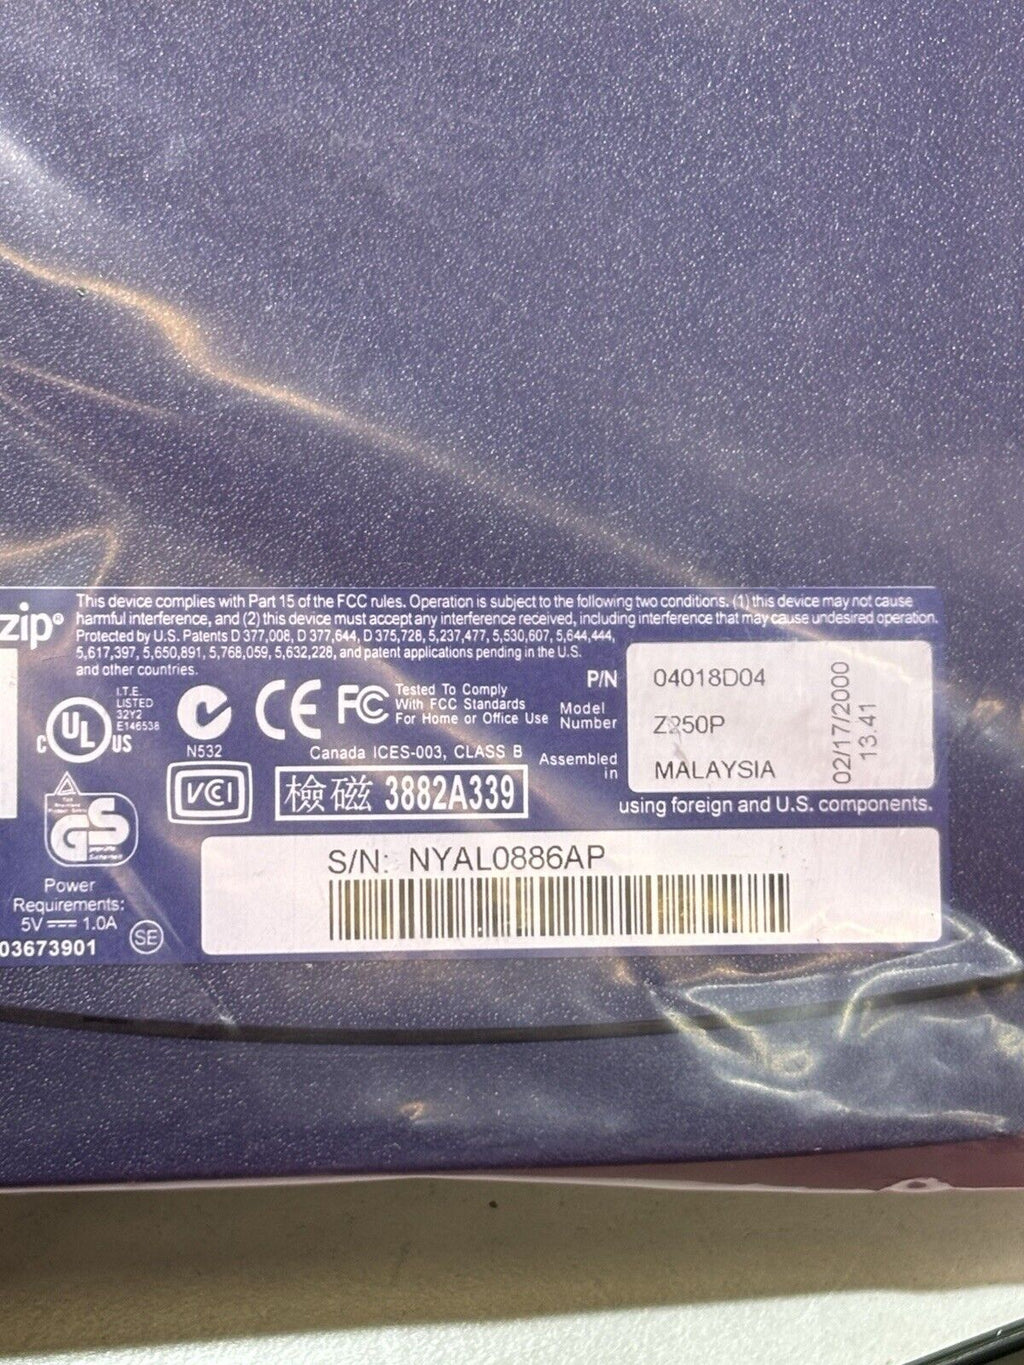 zip®
This device complies with Part 15 of the FCC rules. Operation is subject to the following two conditions. (1) this device may not cause
harmful interference, and (2) this device must accept any interference received, including interference that may cause undesired operation.
Protected by U.S. Patents D 377,008, D 377,644, D 375,728, 5,237,477, 5,530,607, 5,644,444,
5,617,397, 5,650,891, 5,768,059, 5,632,228, and patent applications pending in the U.S.
and other countries.
P/N 04018D04
Model Number Z250P
Assembled in MALAYSIA
02/17/2000
13.41
using foreign and U.S. components.
C UL US
I.T.E.
LISTED
32Y2
E146538
N532
CE
FC
Tested To Comply
With FCC Standards
For Home or Office Use
Canada ICES-003, CLASS B
VCI
檢磁 3882A339
GS
S/N: NYAL0886AP
Power
Requirements:
5V 1.0A
03673901
SE